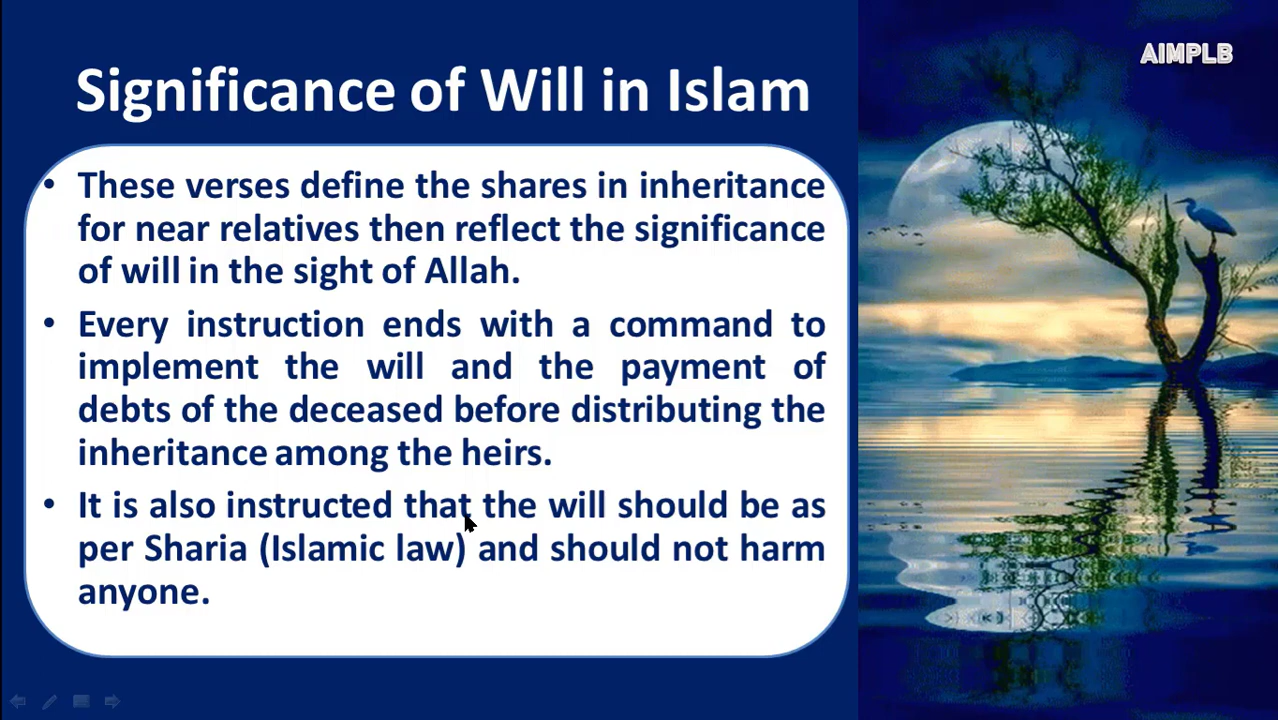 Significance of Will in Islam
AIMPLB
• These verses define the shares in inheritance
for near relatives then reflect the significance
of will in the sight of Allah.
• Every instruction ends with a command to
implement the will and the payment of
debts of the deceased before distributing the
inheritance among the heirs.
• It is also instructed that the will should be as
per Sharia (Islamic law) and should not harm
anyone.